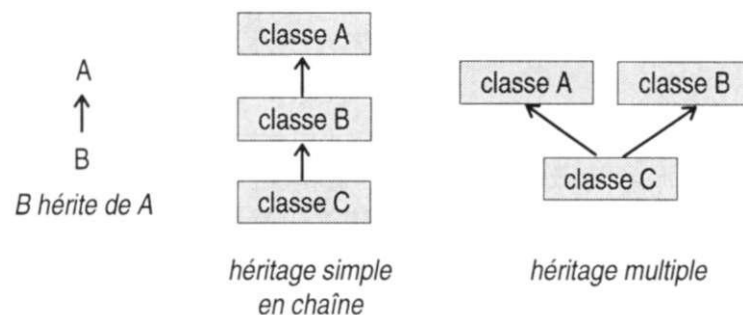 A
B
B hérite de A
classe A
classe B
classe C
héritage simple
en chaîne
classe A
classe B
classe C
héritage multiple